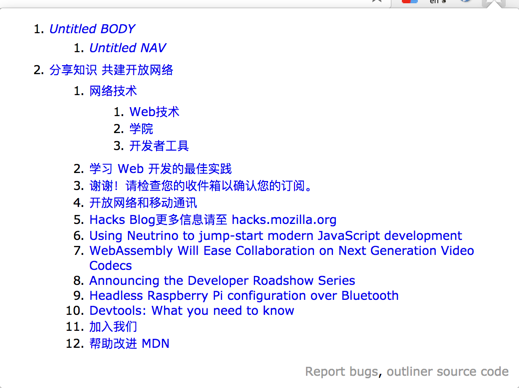 1. Untitled BODY
1. Untitled NAV
2. 分享知识 共建开放网络
1. 网络技术
1. Web技术
2. 学院
3. 开发者工具
2. 学习 Web 开发的最佳实践
3. 谢谢！请检查您的收件箱以确认您的订阅。
4. 开放网络和移动通讯
5. Hacks Blog更多信息请至 hacks.mozilla.org
6. Using Neutrino to jump-start modern JavaScript development
7. WebAssembly Will Ease Collaboration on Next Generation Video
Codecs
8. Announcing the Developer Roadshow Series
9. Headless Raspberry Pi configuration over Bluetooth
10. Devtools: What you need to know
11. 加入我们
12. 帮助改进 MDN
Report bugs, outliner source code